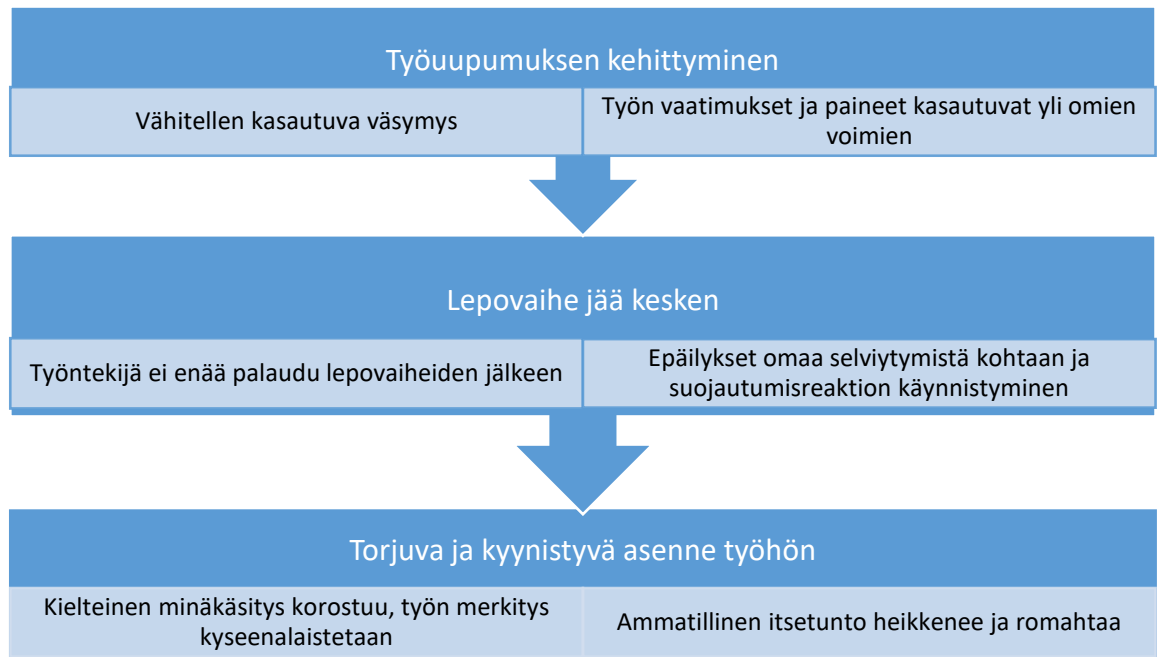 Työuupumuksen kehittyminen
Vähitellen kasautuva väsymys
Työn vaatimukset ja paineet kasautuvat yli omien
voimien
Lepovaihe jää kesken
Työntekijä ei enää palaudu lepovaiheiden jälkeen
Epäilykset omaa selviytymistä kohtaan ja
suojautumisreaktion käynnistyminen
Torjuva ja kyynistyvä asenne työhön
Kielteinen minäkäsitys korostuu, työn merkitys
kyseenalaistetaan
Ammatillinen itsetunto heikkenee ja romahtaa